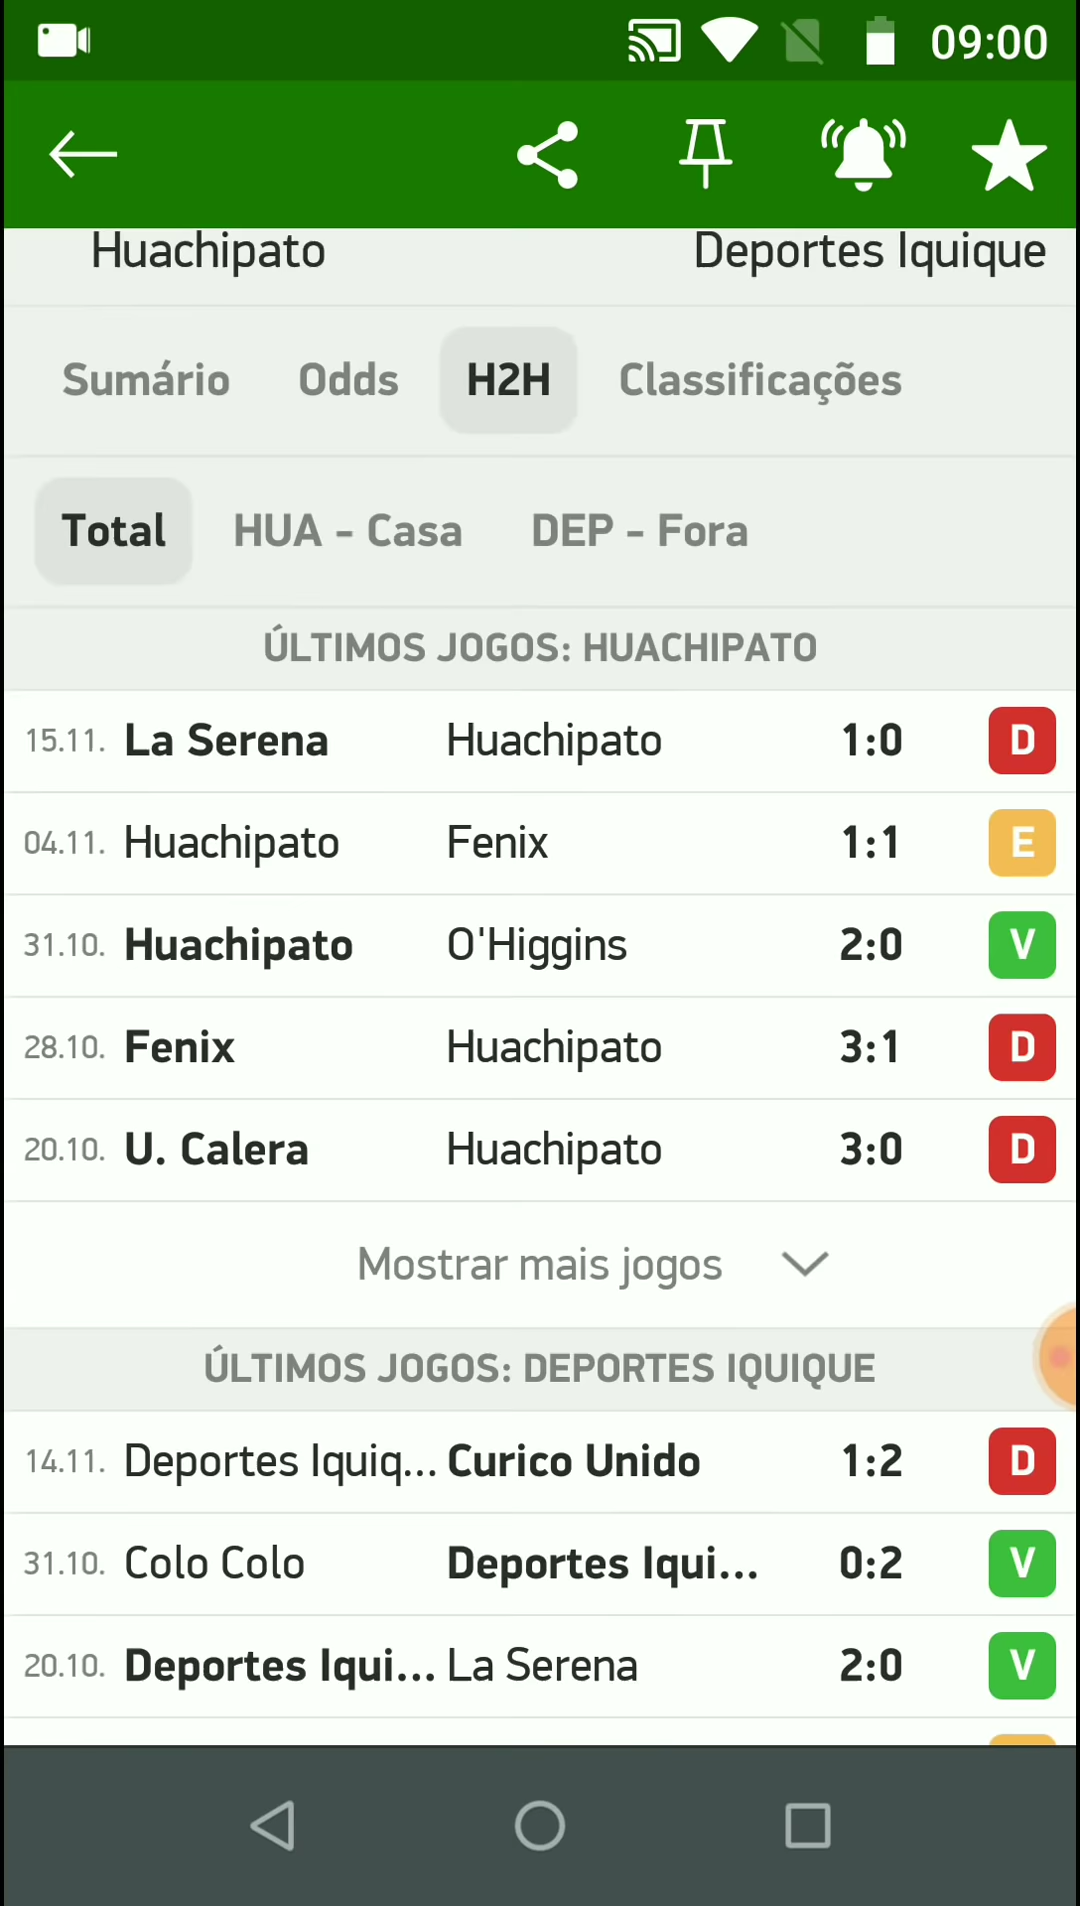 09:00
Huachipato Deportes Iquique
Sumário Odds H2H Classificações
Total HUA - Casa DEP - Fora
ÚLTIMOS JOGOS: HUACHIPATO
15.11. La Serena Huachipato 1:0 D
04.11. Huachipato Fenix 1:1 E
31.10. Huachipato O'Higgins 2:0 V
28.10. Fenix Huachipato 3:1 D
20.10. U. Calera Huachipato 3:0 D
Mostrar mais jogos
ÚLTIMOS JOGOS: DEPORTES IQUIQUE
14.11. Deportes Iquiq... Curico Unido 1:2 D
31.10. Colo Colo Deportes Iqui... 0:2 V
20.10. Deportes Iqui... La Serena 2:0 V